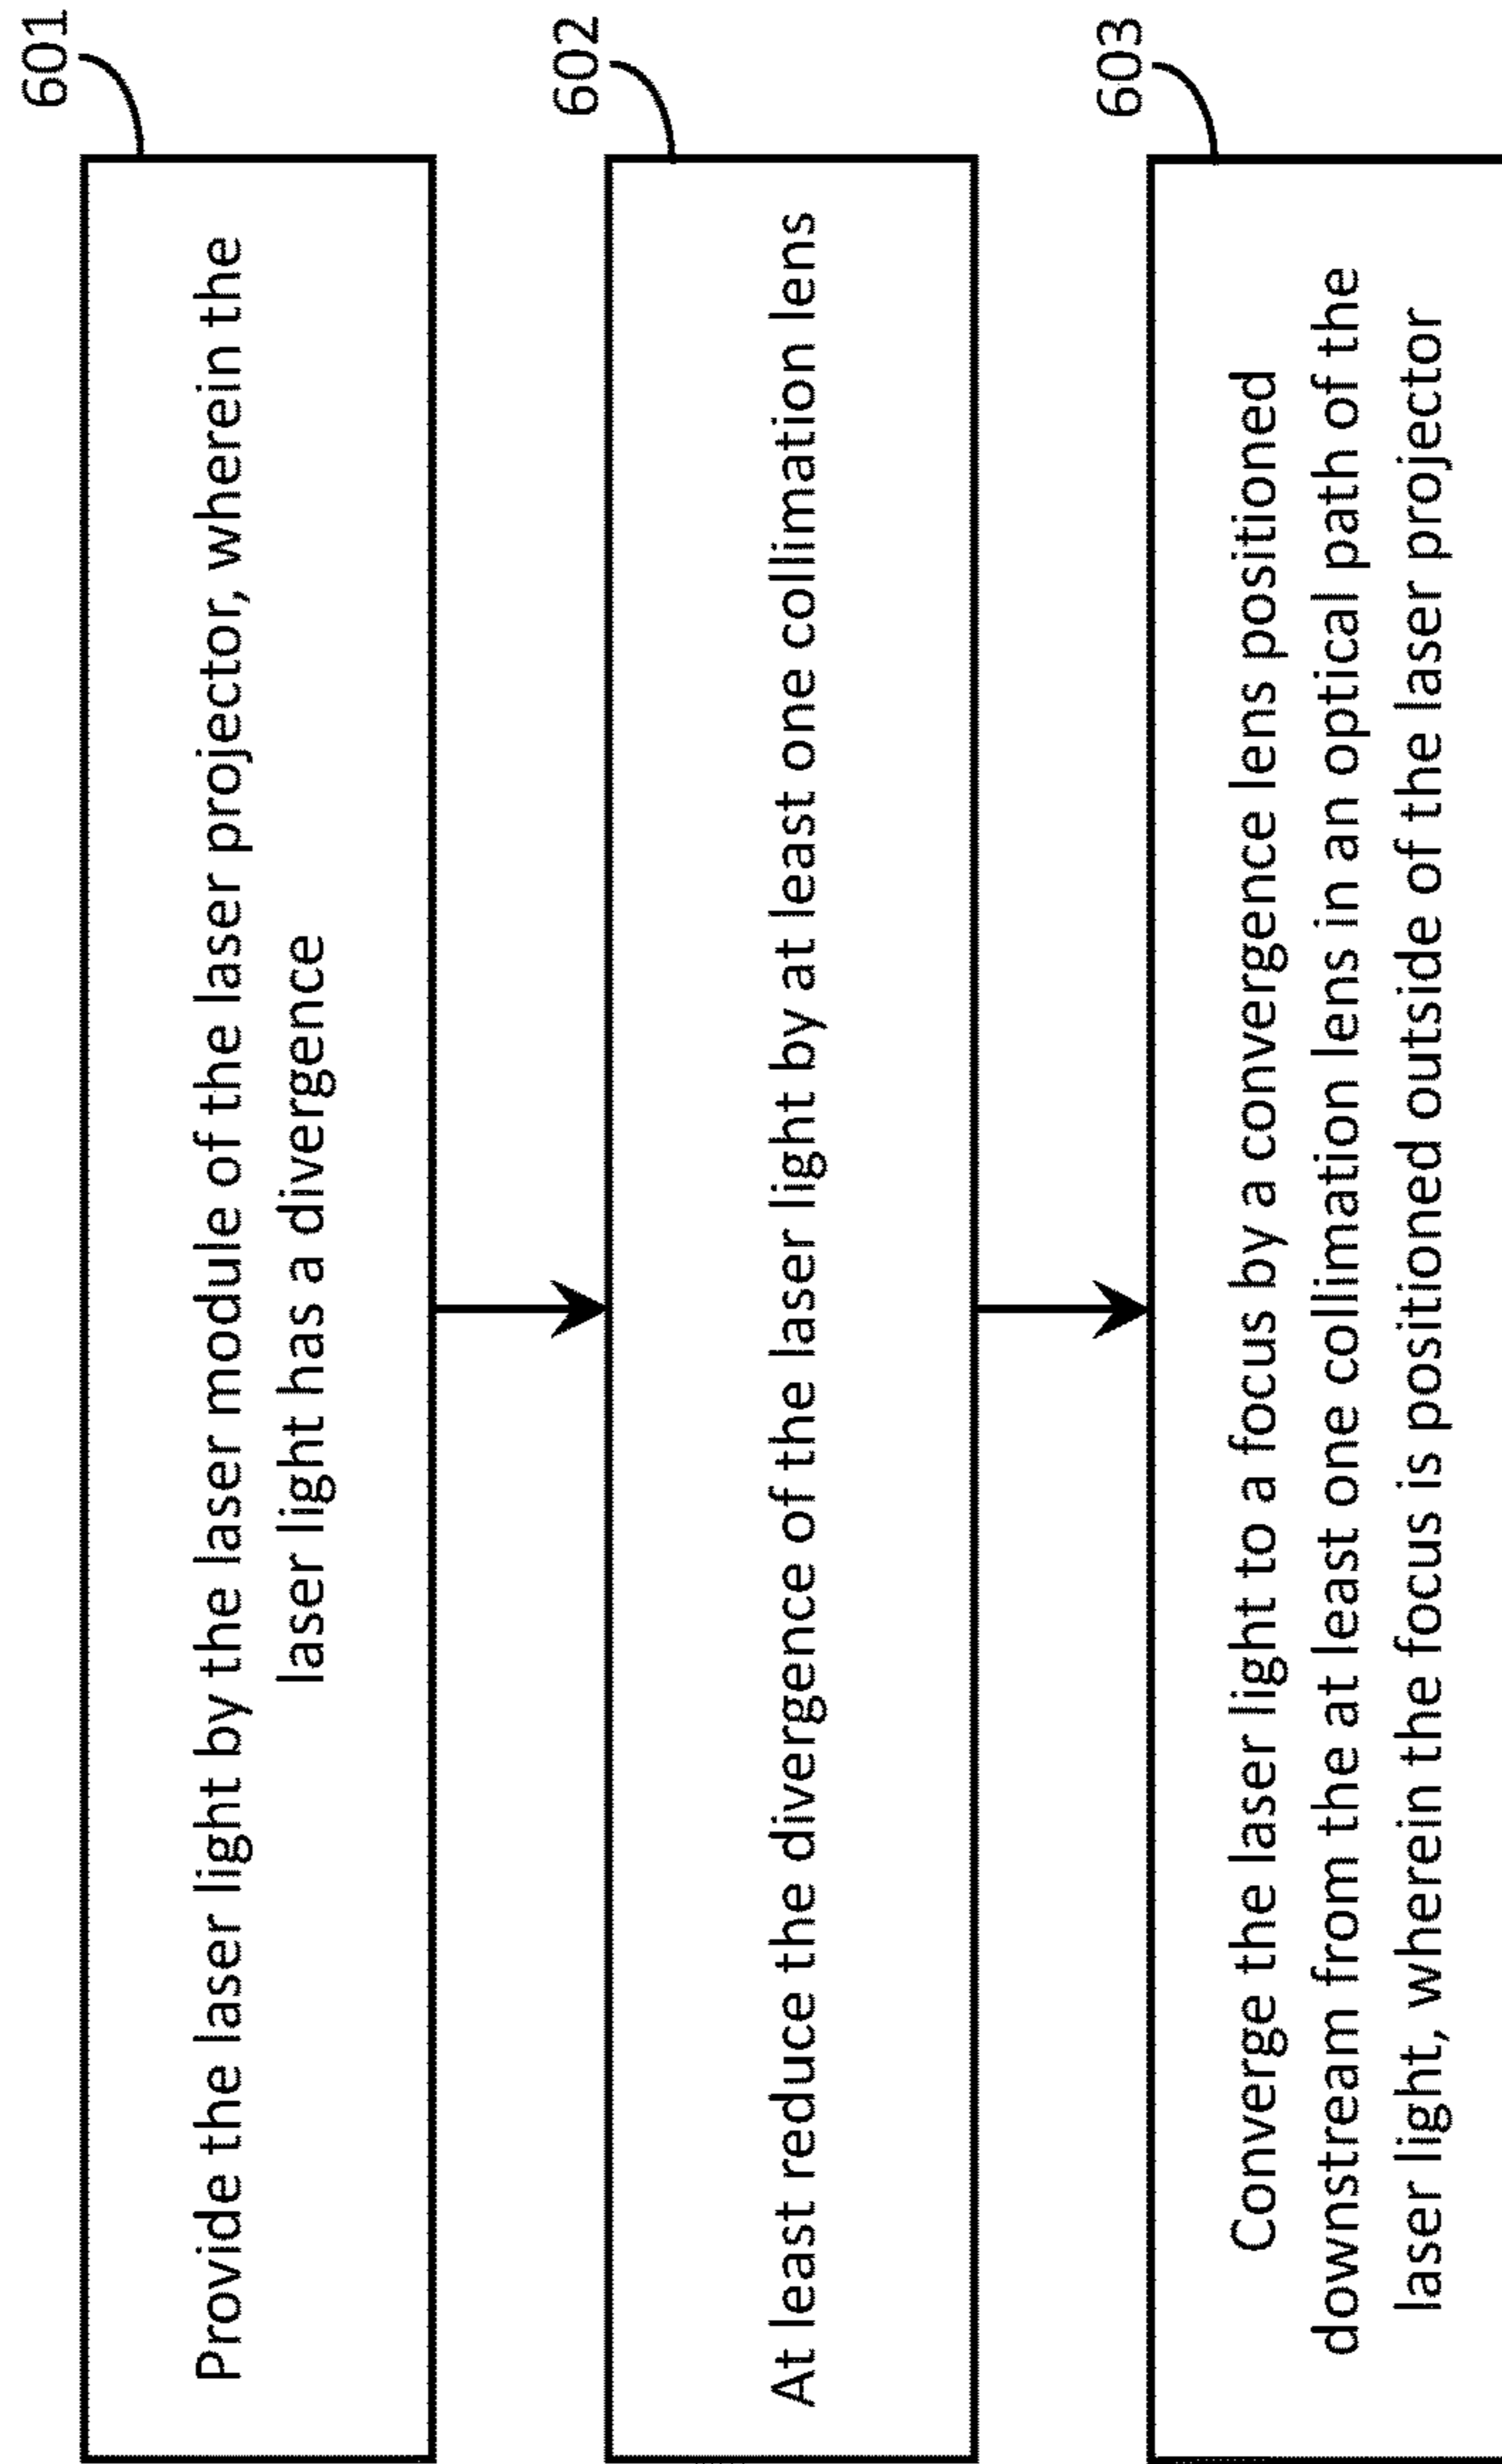 601
Provide the laser light by the laser module of the laser projector, wherein the
laser light has a divergence
602
At least reduce the divergence of the laser light by at least one collimation lens
603
Converge the laser light to a focus by a convergence lens positioned
downstream from the at least one collimation lens in an optical path of the
laser light, wherein the focus is positioned outside of the laser projector